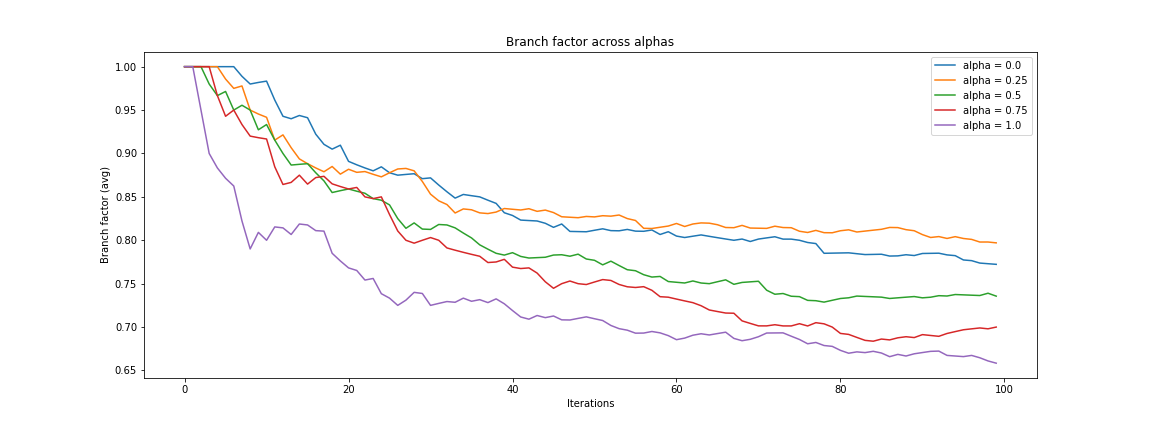 Branch factor across alphas
alpha = 0.0
alpha = 0.25
alpha = 0.5
alpha = 0.75
alpha = 1.0
Branch factor (avg)
1.00
0.95
0.90
0.85
0.80
0.75
0.70
0.65
0
20
40
60
80
100
Iterations